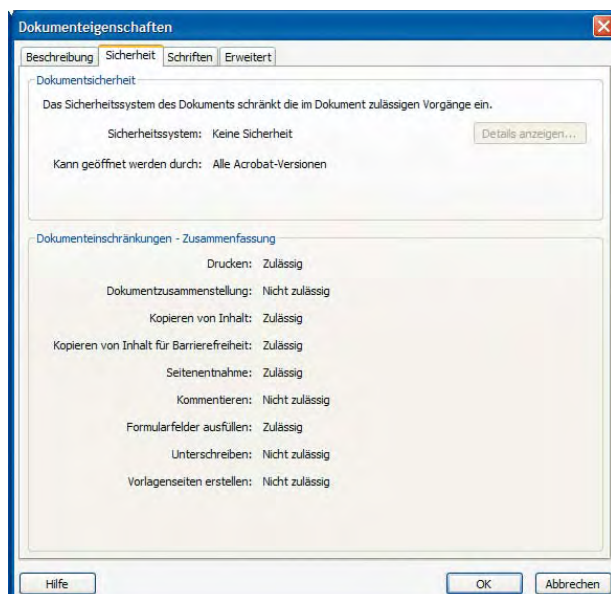 Dokumenteigenschaften
Beschreibung Sicherheit Schriften Erweitert
Dokumentsicherheit
Das Sicherheitssystem des Dokuments schränkt die im Dokument zulässigen Vorgänge ein.
Sicherheitssystem: Keine Sicherheit Details anzeigen...
Kann geöffnet werden durch: Alle Acrobat-Versionen
Dokumenteinschränkungen - Zusammenfassung
Drucken: Zulässig
Dokumentzusammenstellung: Nicht zulässig
Kopieren von Inhalt: Zulässig
Kopieren von Inhalt für Barrierefreiheit: Zulässig
Seitenentnahme: Zulässig
Kommentieren: Nicht zulässig
Formularfelder ausfüllen: Zulässig
Unterschreiben: Nicht zulässig
Vorlagenseiten erstellen: Nicht zulässig
Hilfe OK Abbrechen